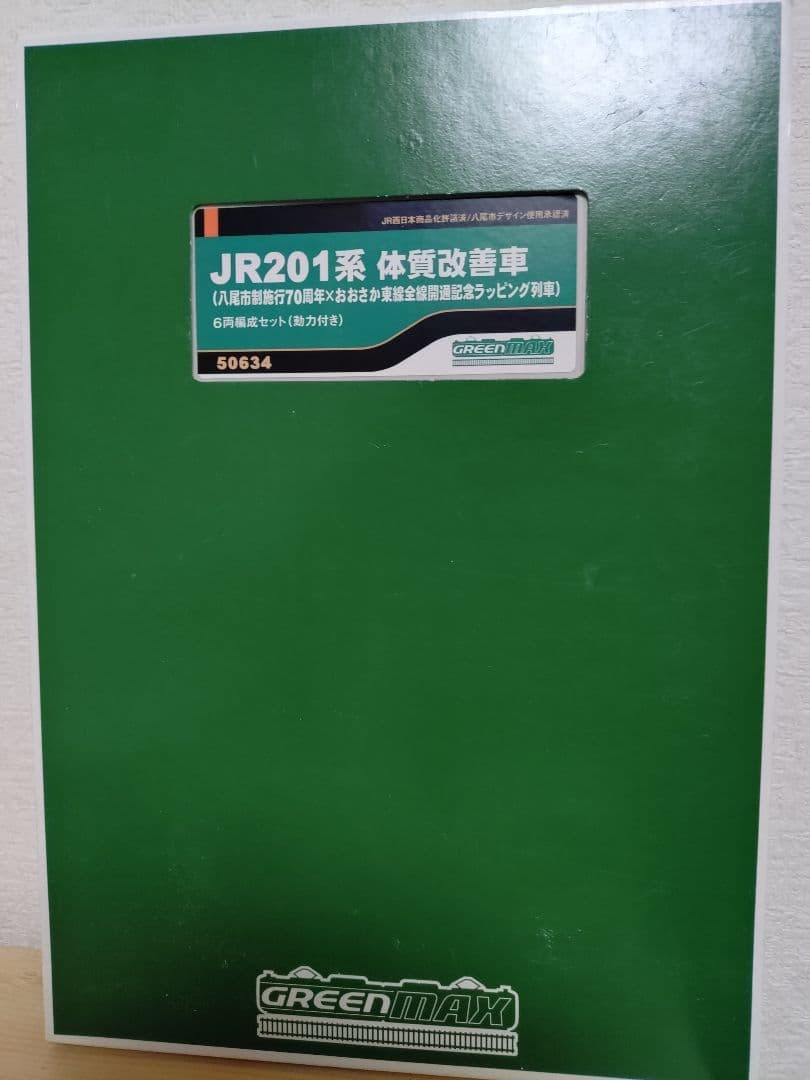 JR西日本商品化許諾済/八尾市デザイン使用承認済
JR201系 体質改善車
(八尾市制施行70周年×おおさか東線全線開通記念ラッピング列車)
6両編成セット(動力付き)
50634
GREENMAX
GREENMAX